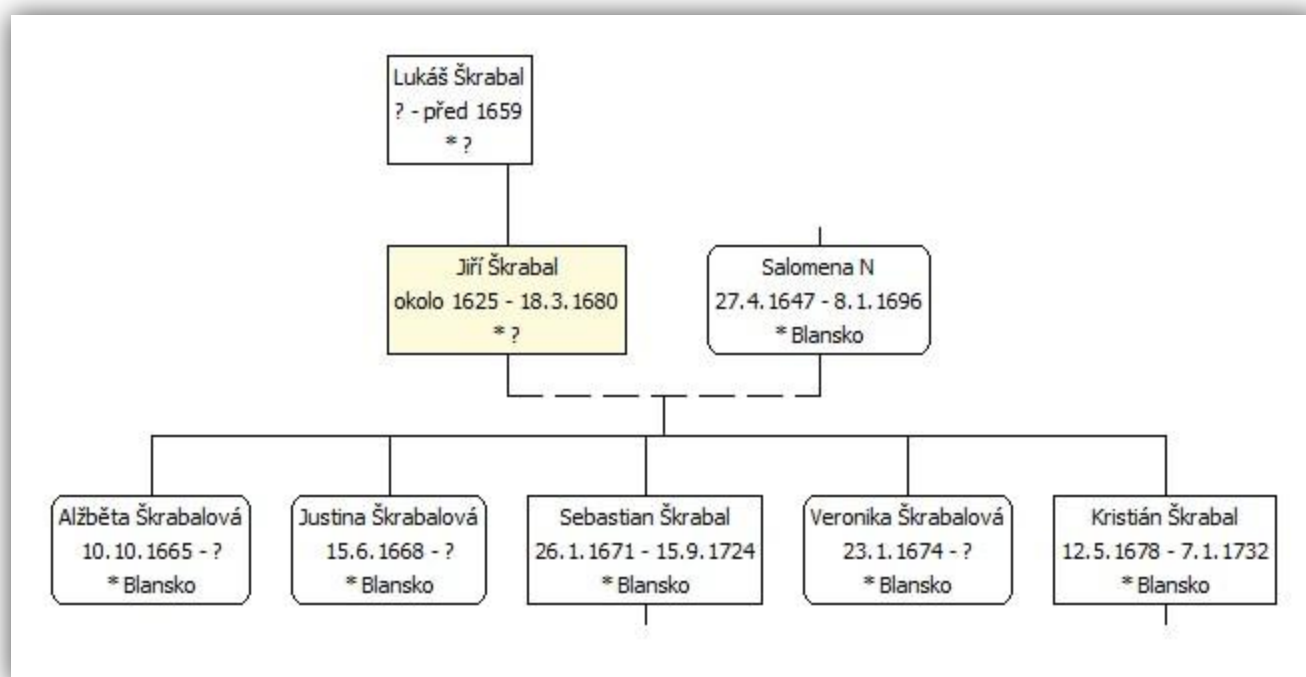 Lukáš Škrabal
? - před 1659
* ?
Jiří Škrabal
okolo 1625 - 18.3.1680
* ?
Salomena N
27.4.1647 - 8.1.1696
* Blansko
Alžběta Škrabalová
10.10.1665 - ?
* Blansko
Justina Škrabalová
15.6.1668 - ?
* Blansko
Sebastian Škrabal
26.1.1671 - 15.9.1724
* Blansko
Veronika Škrabalová
23.1.1674 - ?
* Blansko
Kristián Škrabal
12.5.1678 - 7.1.1732
* Blansko